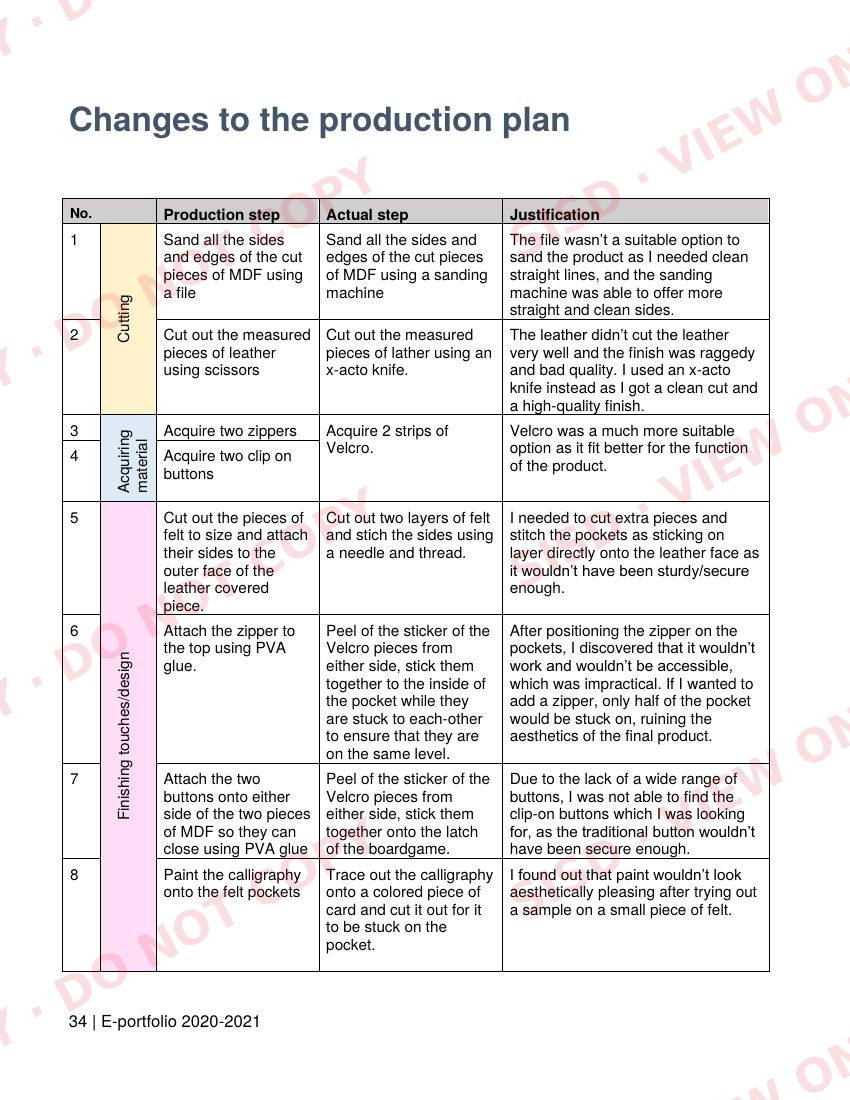 Changes to the production plan
No.
Production step
Actual step
Justification
1
Cutting
Sand all the sides
and edges of the cut
pieces of MDF using
a file
Sand all the sides and
edges of the cut pieces
of MDF using a sanding
machine
The file wasn't a suitable option to
sand the product as I needed clean
straight lines, and the sanding
machine was able to offer more
straight and clean sides.
2
Cut out the measured
pieces of leather
using scissors
Cut out the measured
pieces of lather using an
x-acto knife.
The leather didn't cut the leather
very well and the finish was raggedy
and bad quality. I used an x-acto
knife instead as I got a clean cut and
a high-quality finish.
3
Acquiring
material
Acquire two zippers
Acquire 2 strips of
Velcro.
Velcro was a much more suitable
option as it fit better for the function
of the product.
4
Acquire two clip on
buttons
5
Finishing touches/design
Cut out the pieces of
felt to size and attach
their sides to the
outer face of the
leather covered
piece.
Cut out two layers of felt
and stich the sides using
a needle and thread.
I needed to cut extra pieces and
stitch the pockets as sticking on
layer directly onto the leather face as
it wouldn't have been sturdy/secure
enough.
6
Attach the zipper to
the top using PVA
glue.
Peel of the sticker of the
Velcro pieces from
either side, stick them
together to the inside of
the pocket while they
are stuck to each-other
to ensure that they are
on the same level.
After positioning the zipper on the
pockets, I discovered that it wouldn't
work and wouldn't be accessible,
which was impractical. If I wanted to
add a zipper, only half of the pocket
would be stuck on, ruining the
aesthetics of the final product.
7
Attach the two
buttons onto either
side of the two pieces
of MDF so they can
close using PVA glue
Peel of the sticker of the
Velcro pieces from
either side, stick them
together onto the latch
of the boardgame.
Due to the lack of a wide range of
buttons, I was not able to find the
clip-on buttons which I was looking
for, as the traditional button wouldn't
have been secure enough.
8
Paint the calligraphy
onto the felt pockets
Trace out the calligraphy
onto a colored piece of
card and cut it out for it
to be stuck on the
pocket.
I found out that paint wouldn't look
aesthetically pleasing after trying out
a sample on a small piece of felt.
34 | E-portfolio 2020-2021
SISD · VIEW ON
Y · DO NOT COPY
SISD · VIEW ON
Y · DO NOT COPY
SISD · VIEW ON
Y · DO NOT COPY